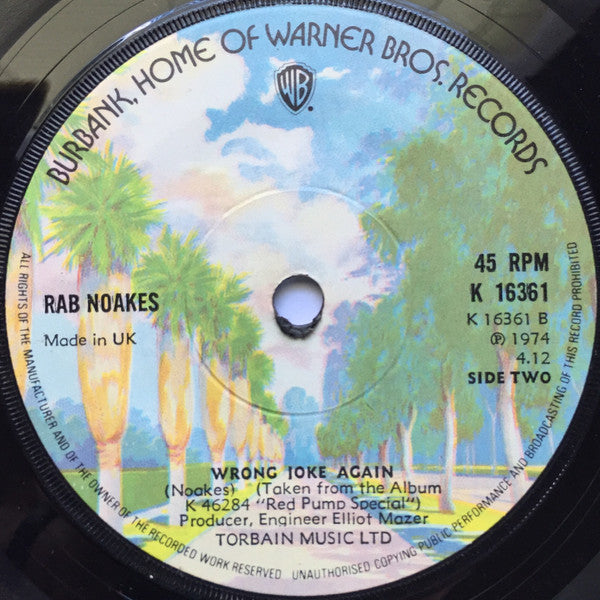 BURBANK, HOME OF WARNER BROS. RECORDS
WB
RAB NOAKES
Made in UK
45 RPM
K 16361
K 16361 B
Ⓟ 1974
4.12
SIDE TWO
WRONG JOKE AGAIN
(Noakes) (Taken from the Album
K 46284 "Red Pump Special")
Producer, Engineer Elliot Mazer
TORBAIN MUSIC LTD
ALL RIGHTS OF THE MANUFACTURER AND OF THE OWNER OF THE RECORDED WORK RESERVED UNAUTHORISED COPYING PUBLIC PERFORMANCE AND BROADCASTING OF THIS RECORD PROHIBITED